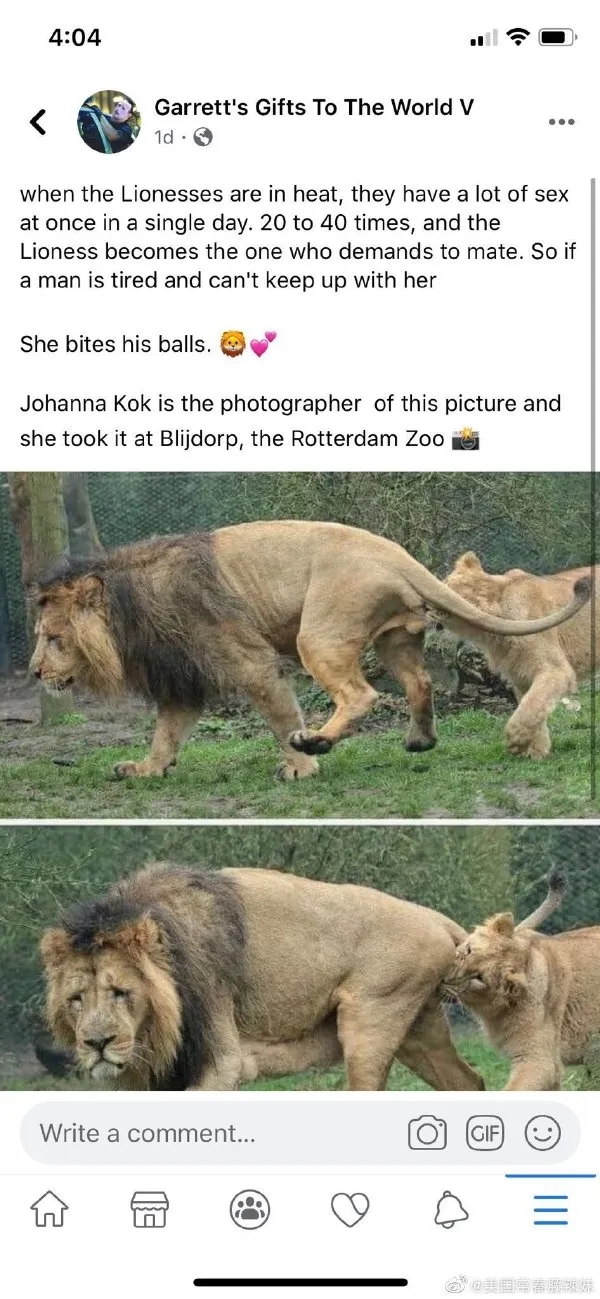 4:04
Garrett's Gifts To The World V
1d ·
when the Lionesses are in heat, they have a lot of sex
at once in a single day. 20 to 40 times, and the
Lioness becomes the one who demands to mate. So if
a man is tired and can't keep up with her
She bites his balls. 🦁💕
Johanna Kok is the photographer  of this picture and
she took it at Blijdorp, the Rotterdam Zoo 📸
Write a comment...
GIF
@美国常春藤辣妹